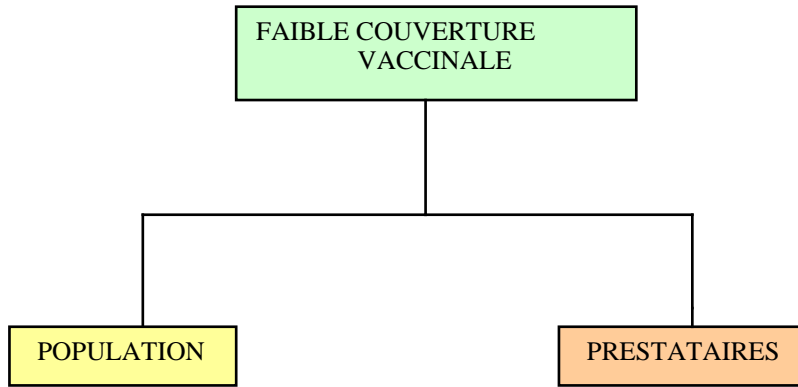 FAIBLE COUVERTURE
VACCINALE
POPULATION
PRESTATAIRES